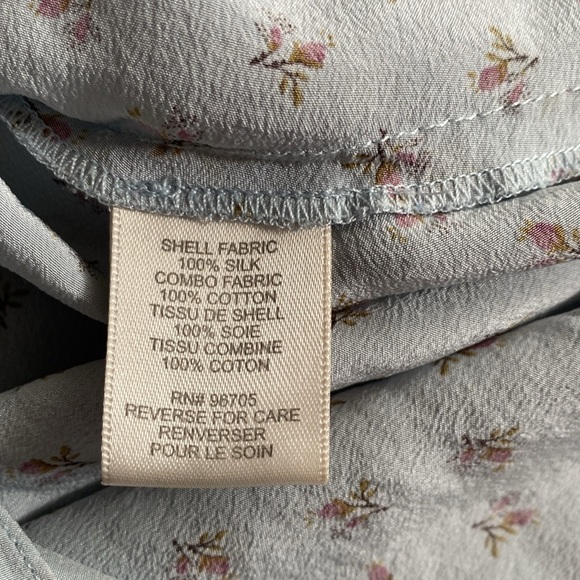 SHELL FABRIC
100% SILK
COMBO FABRIC
100% COTTON
TISSU DE SHELL
100% SOIE
TISSU COMBINE
100% COTON
RN# 96705
REVERSE FOR CARE
RENVERSER
POUR LE SOIN